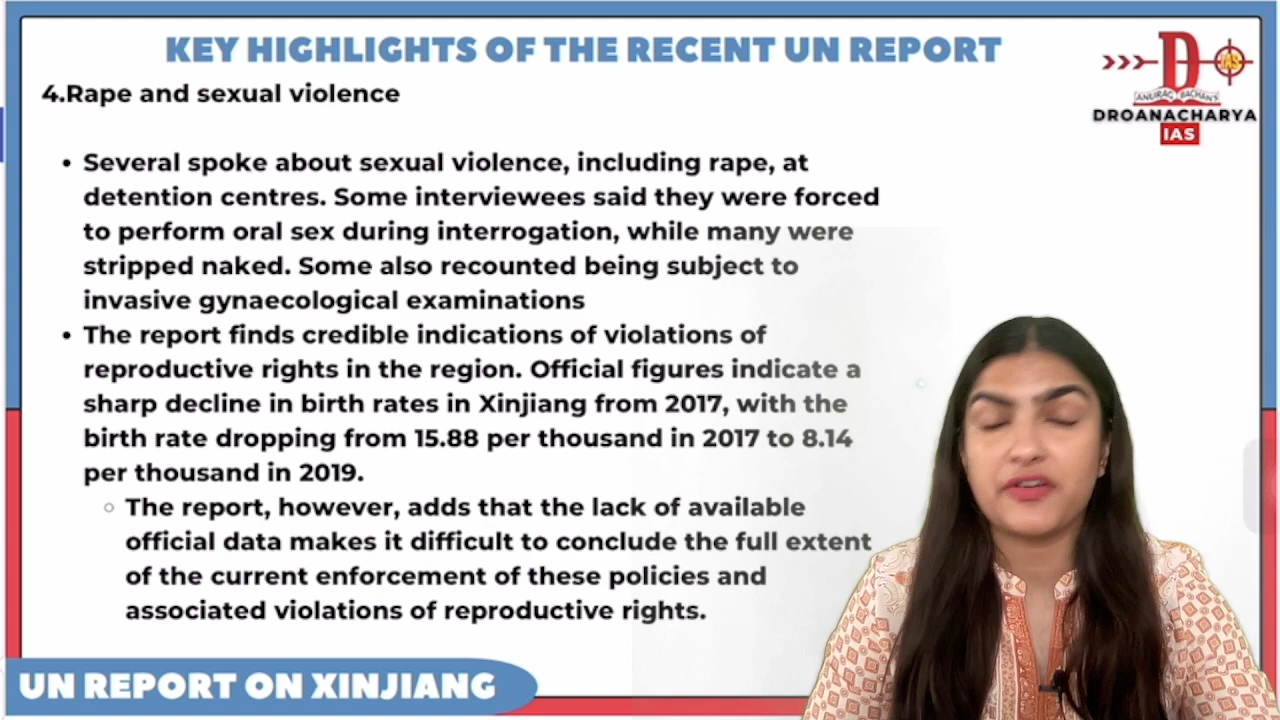 KEY HIGHLIGHTS OF THE RECENT UN REPORT
4.Rape and sexual violence
• Several spoke about sexual violence, including rape, at
detention centres. Some interviewees said they were forced
to perform oral sex during interrogation, while many were
stripped naked. Some also recounted being subject to
invasive gynaecological examinations
• The report finds credible indications of violations of
reproductive rights in the region. Official figures indicate a
sharp decline in birth rates in Xinjiang from 2017, with the
birth rate dropping from 15.88 per thousand in 2017 to 8.14
per thousand in 2019.
○ The report, however, adds that the lack of available
official data makes it difficult to conclude the full extent
of the current enforcement of these policies and
associated violations of reproductive rights.
UN REPORT ON XINJIANG
D
IAS
ANURAG BACHAN'S
DROANACHARYA
IAS